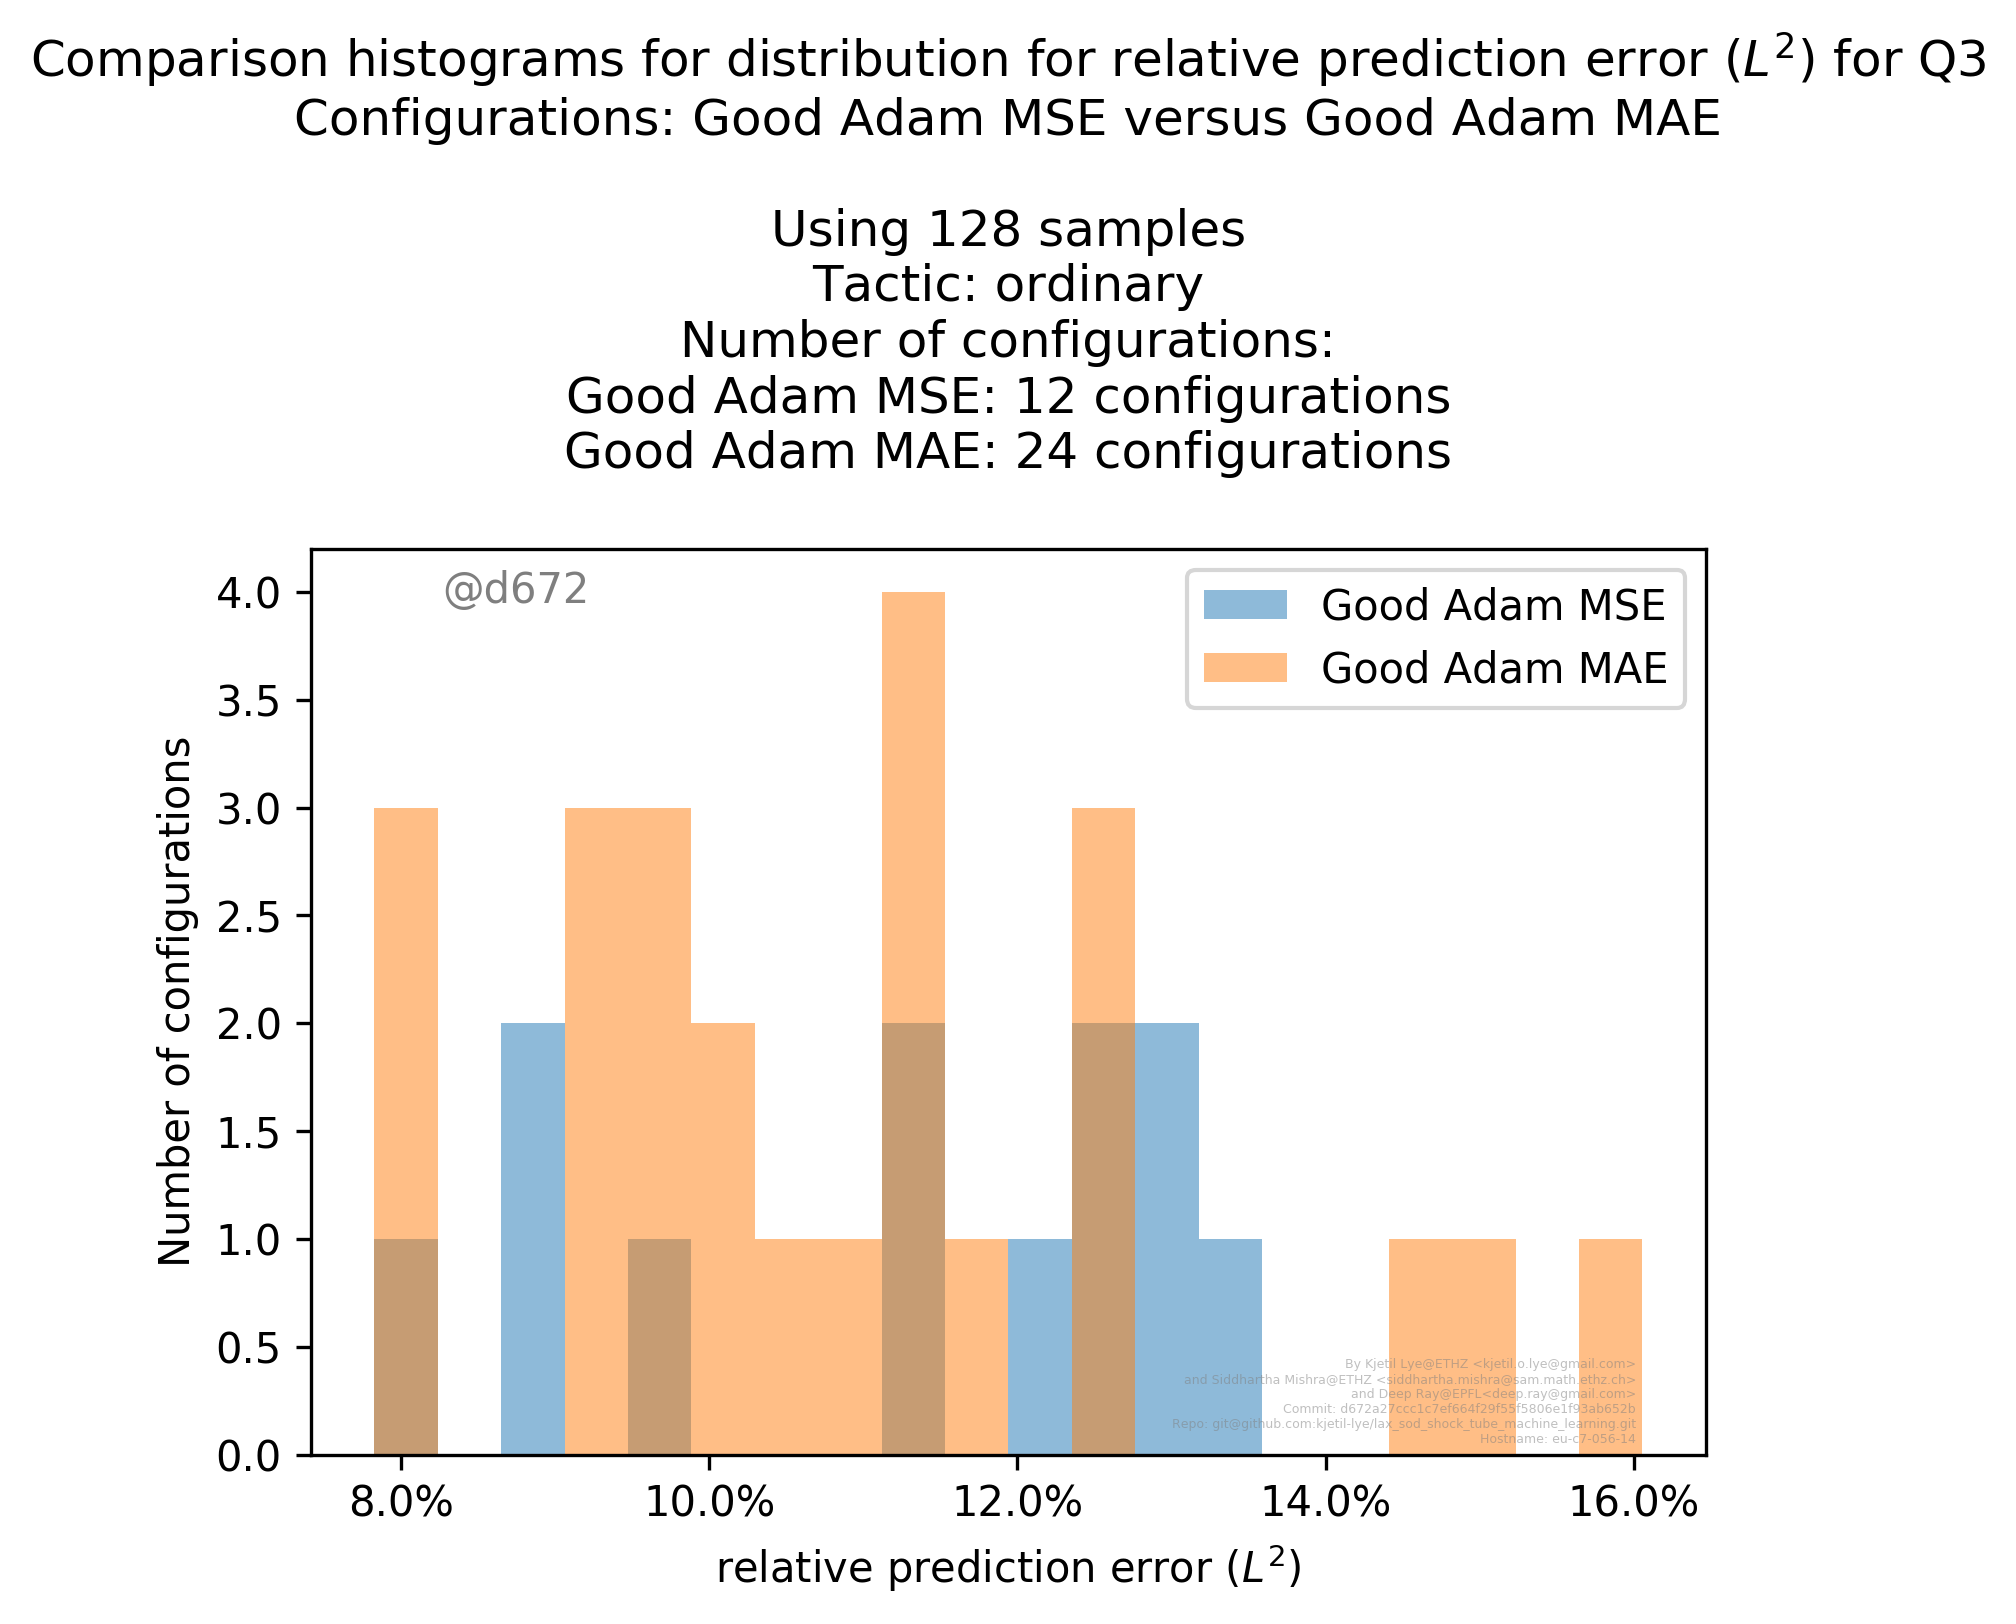 Comparison histograms for distribution for relative prediction error (L²) for Q3
Configurations: Good Adam MSE versus Good Adam MAE
Using 128 samples
Tactic: ordinary
Number of configurations:
Good Adam MSE: 12 configurations
Good Adam MAE: 24 configurations
@d672
Good Adam MSE
Good Adam MAE
4.0
3.5
3.0
2.5
2.0
1.5
1.0
0.5
0.0
Number of configurations
By Kjetil Lye@ETHZ <kjetil.o.lye@gmail.com>
and Siddhartha Mishra@ETHZ <siddhartha.mishra@sam.math.ethz.ch>
and Deep Ray@EPFL<deep.ray@gmail.com>
Commit: d672a27ccc1c7ef664f29f55f5806e1f93ab652b
Repo: git@github.com:kjetil-lye/lax_sod_shock_tube_machine_learning.git
Hostname: eu-c7-056-14
8.0% 10.0% 12.0% 14.0% 16.0%
relative prediction error (L²)